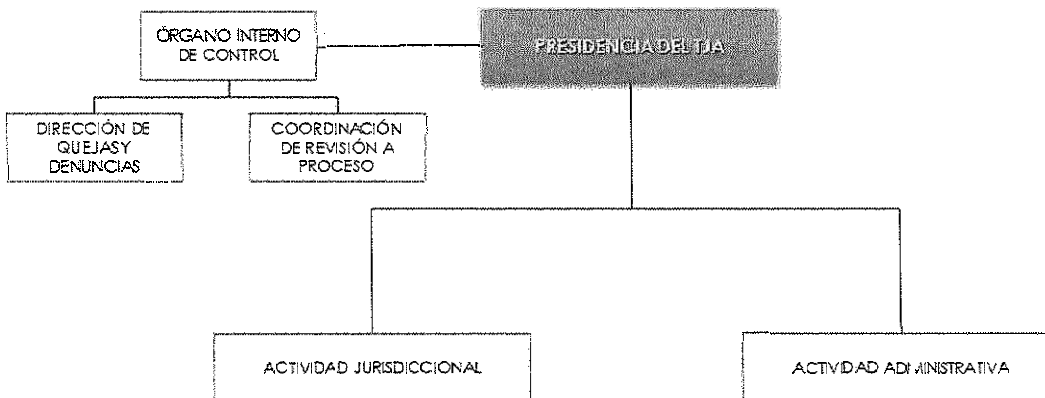 ÓRGANO INTERNO
DE CONTROL
PRESIDENCIA DEL TJA
DIRECCIÓN DE
QUEJAS Y
DENUNCIAS
COORDINACIÓN
DE REVISIÓN A
PROCESO
ACTIVIDAD JURISDICCIONAL
ACTIVIDAD ADMINISTRATIVA